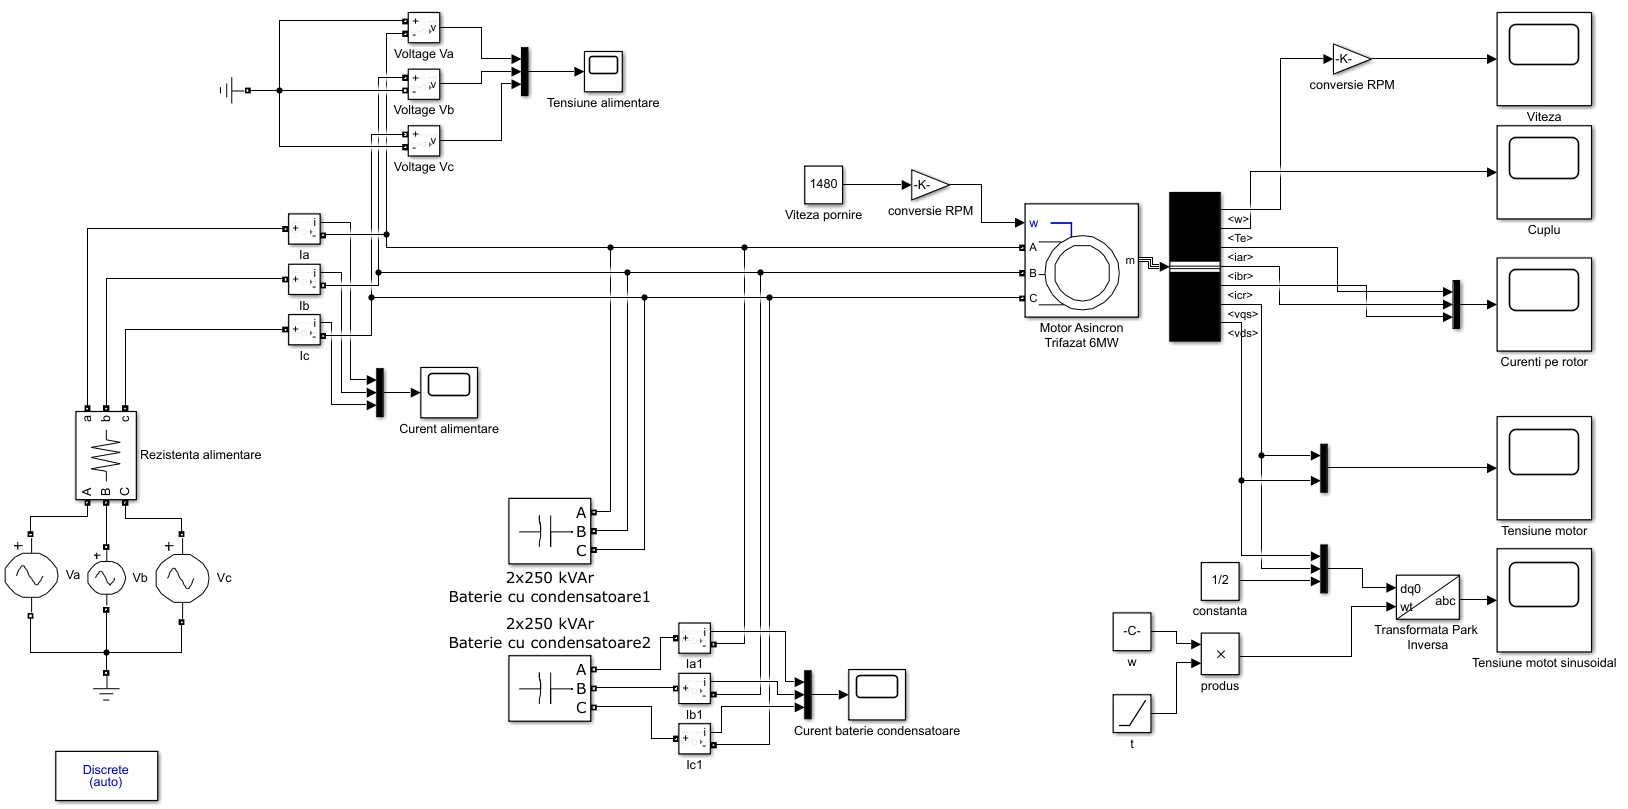 +
-
v
Voltage Va
+
-
v
Voltage Vb
+
-
v
Voltage Vc
Tensiune alimentare
-K-
conversie RPM
Viteza
Cuplu
1480
Viteza pornire
-K-
conversie RPM
w
A
B
C
m
Motor Asincron
Trifazat 6MW
<w>
<Te>
<iar>
<ibr>
<icr>
<vqs>
<vds>
Curenti pe rotor
+
i
-
Ia
+
i
-
Ib
+
i
-
Ic
Curent alimentare
a
b
c
A
B
C
Rezistenta alimentare
+
Va
+
Vb
+
Vc
A
B
C
2x250 kVAr
Baterie cu condensatoare1
2x250 kVAr
Baterie cu condensatoare2
A
B
C
+
i
-
Ia1
+
i
-
Ib1
+
i
-
Ic1
Curent baterie condensatoare
Tensiune motor
1/2
constanta
dq0
wt
abc
Transformata Park
Inversa
Tensiune motot sinusoidal
-C-
w
×
produs
t
Discrete
(auto)